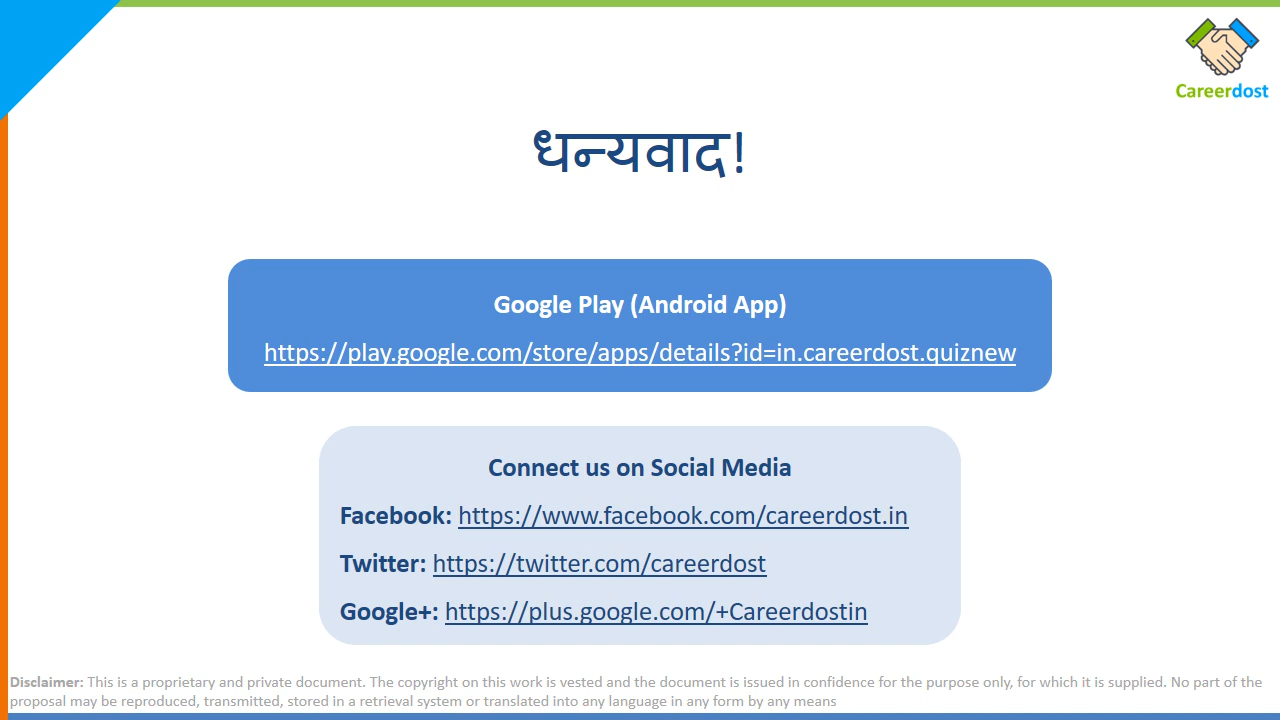 Careerdost
धन्यवाद!
Google Play (Android App)
https://play.google.com/store/apps/details?id=in.careerdost.quiznew
Connect us on Social Media
Facebook: https://www.facebook.com/careerdost.in
Twitter: https://twitter.com/careerdost
Google+: https://plus.google.com/+Careerdostin
Disclaimer: This is a proprietary and private document. The copyright on this work is vested and the document is issued in confidence for the purpose only, for which it is supplied. No part of the
proposal may be reproduced, transmitted, stored in a retrieval system or translated into any language in any form by any means